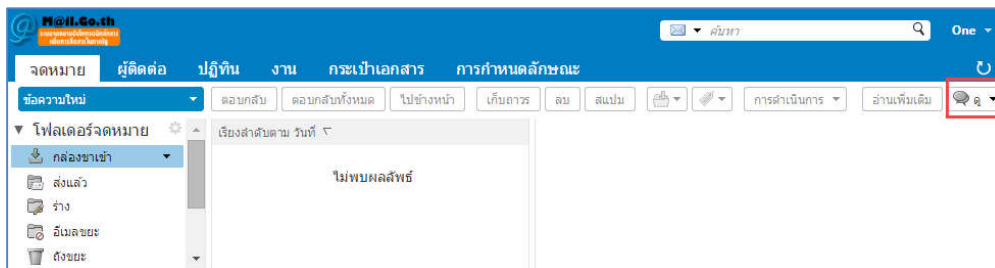 M@il.Go.th
ค้นหา
One
จดหมาย ผู้ติดต่อ ปฏิทิน งาน กระเป๋าเอกสาร การกำหนดลักษณะ
ข้อความใหม่ ตอบกลับ ตอบกลับทั้งหมด ไปข้างหน้า เก็บถาวร ลบ สแปม การดำเนินการ อ่านเพิ่มเติม ดู
โฟลเดอร์จดหมาย เรียงลำดับตาม วันที่
กล่องขาเข้า
ไม่พบผลลัพธ์
ส่งแล้ว
ร่าง
อีเมลขยะ
ถังขยะ